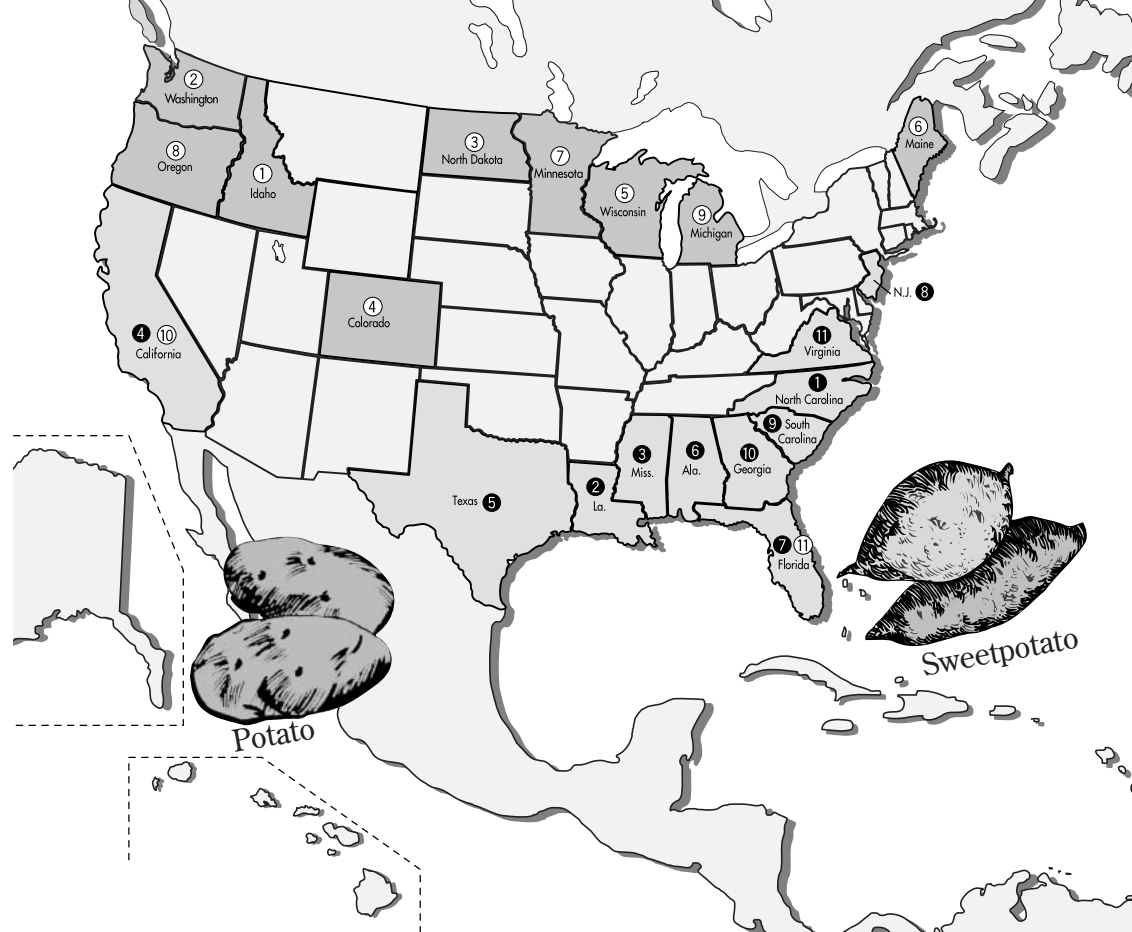 2
Washington
8
Oregon
1
Idaho
3
North Dakota
7
Minnesota
5
Wisconsin
9
Michigan
6
Maine
4
Colorado
4 10
California
N.J. 8
11
Virginia
1
North Carolina
9 South
Carolina
3
Miss.
6
Ala.
10
Georgia
Texas 5
2
La.
7 11
Florida
Sweetpotato
Potato